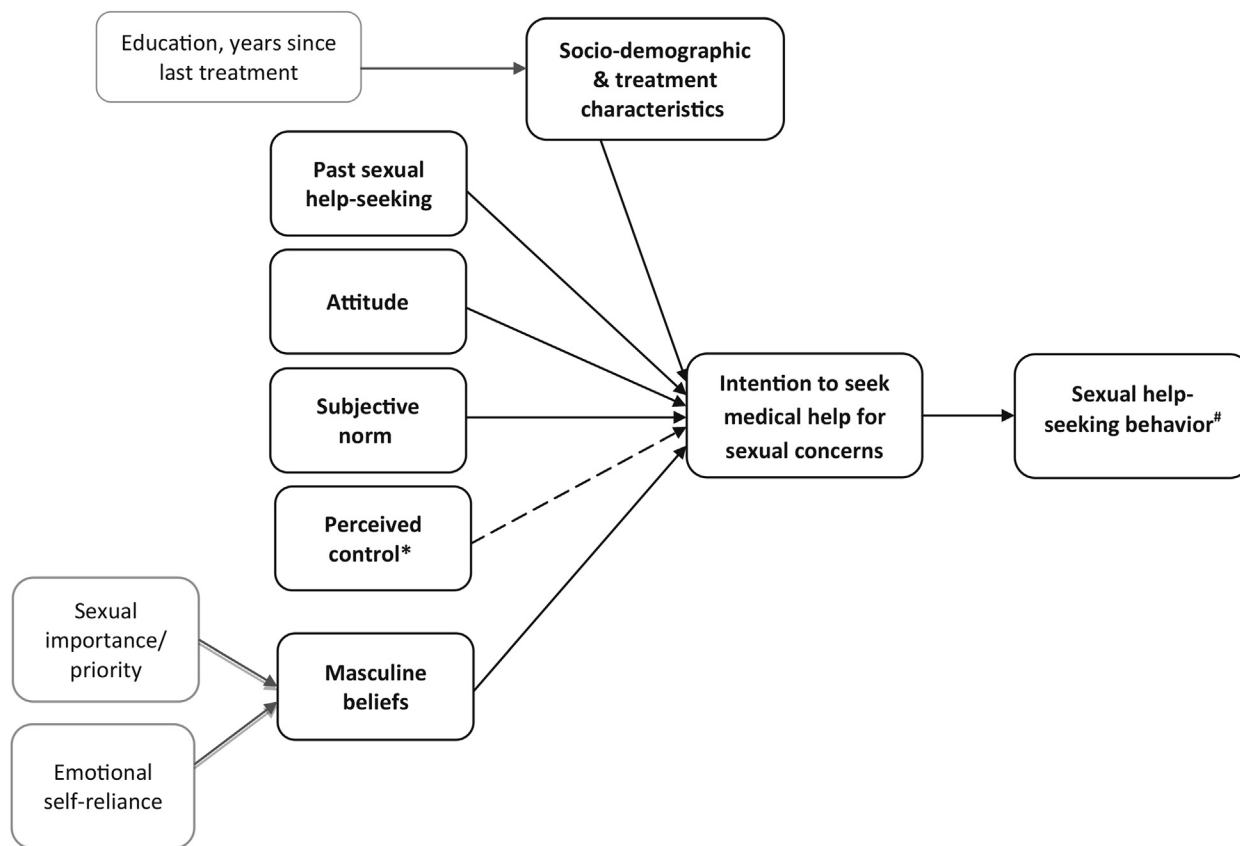 Education, years since
last treatment
Socio-demographic
& treatment
characteristics
Past sexual
help-seeking
Attitude
Subjective
norm
Perceived
control*
Sexual
importance/
priority
Masculine
beliefs
Emotional
self-reliance
Intention to seek
medical help for
sexual concerns
Sexual help-
seeking behavior#